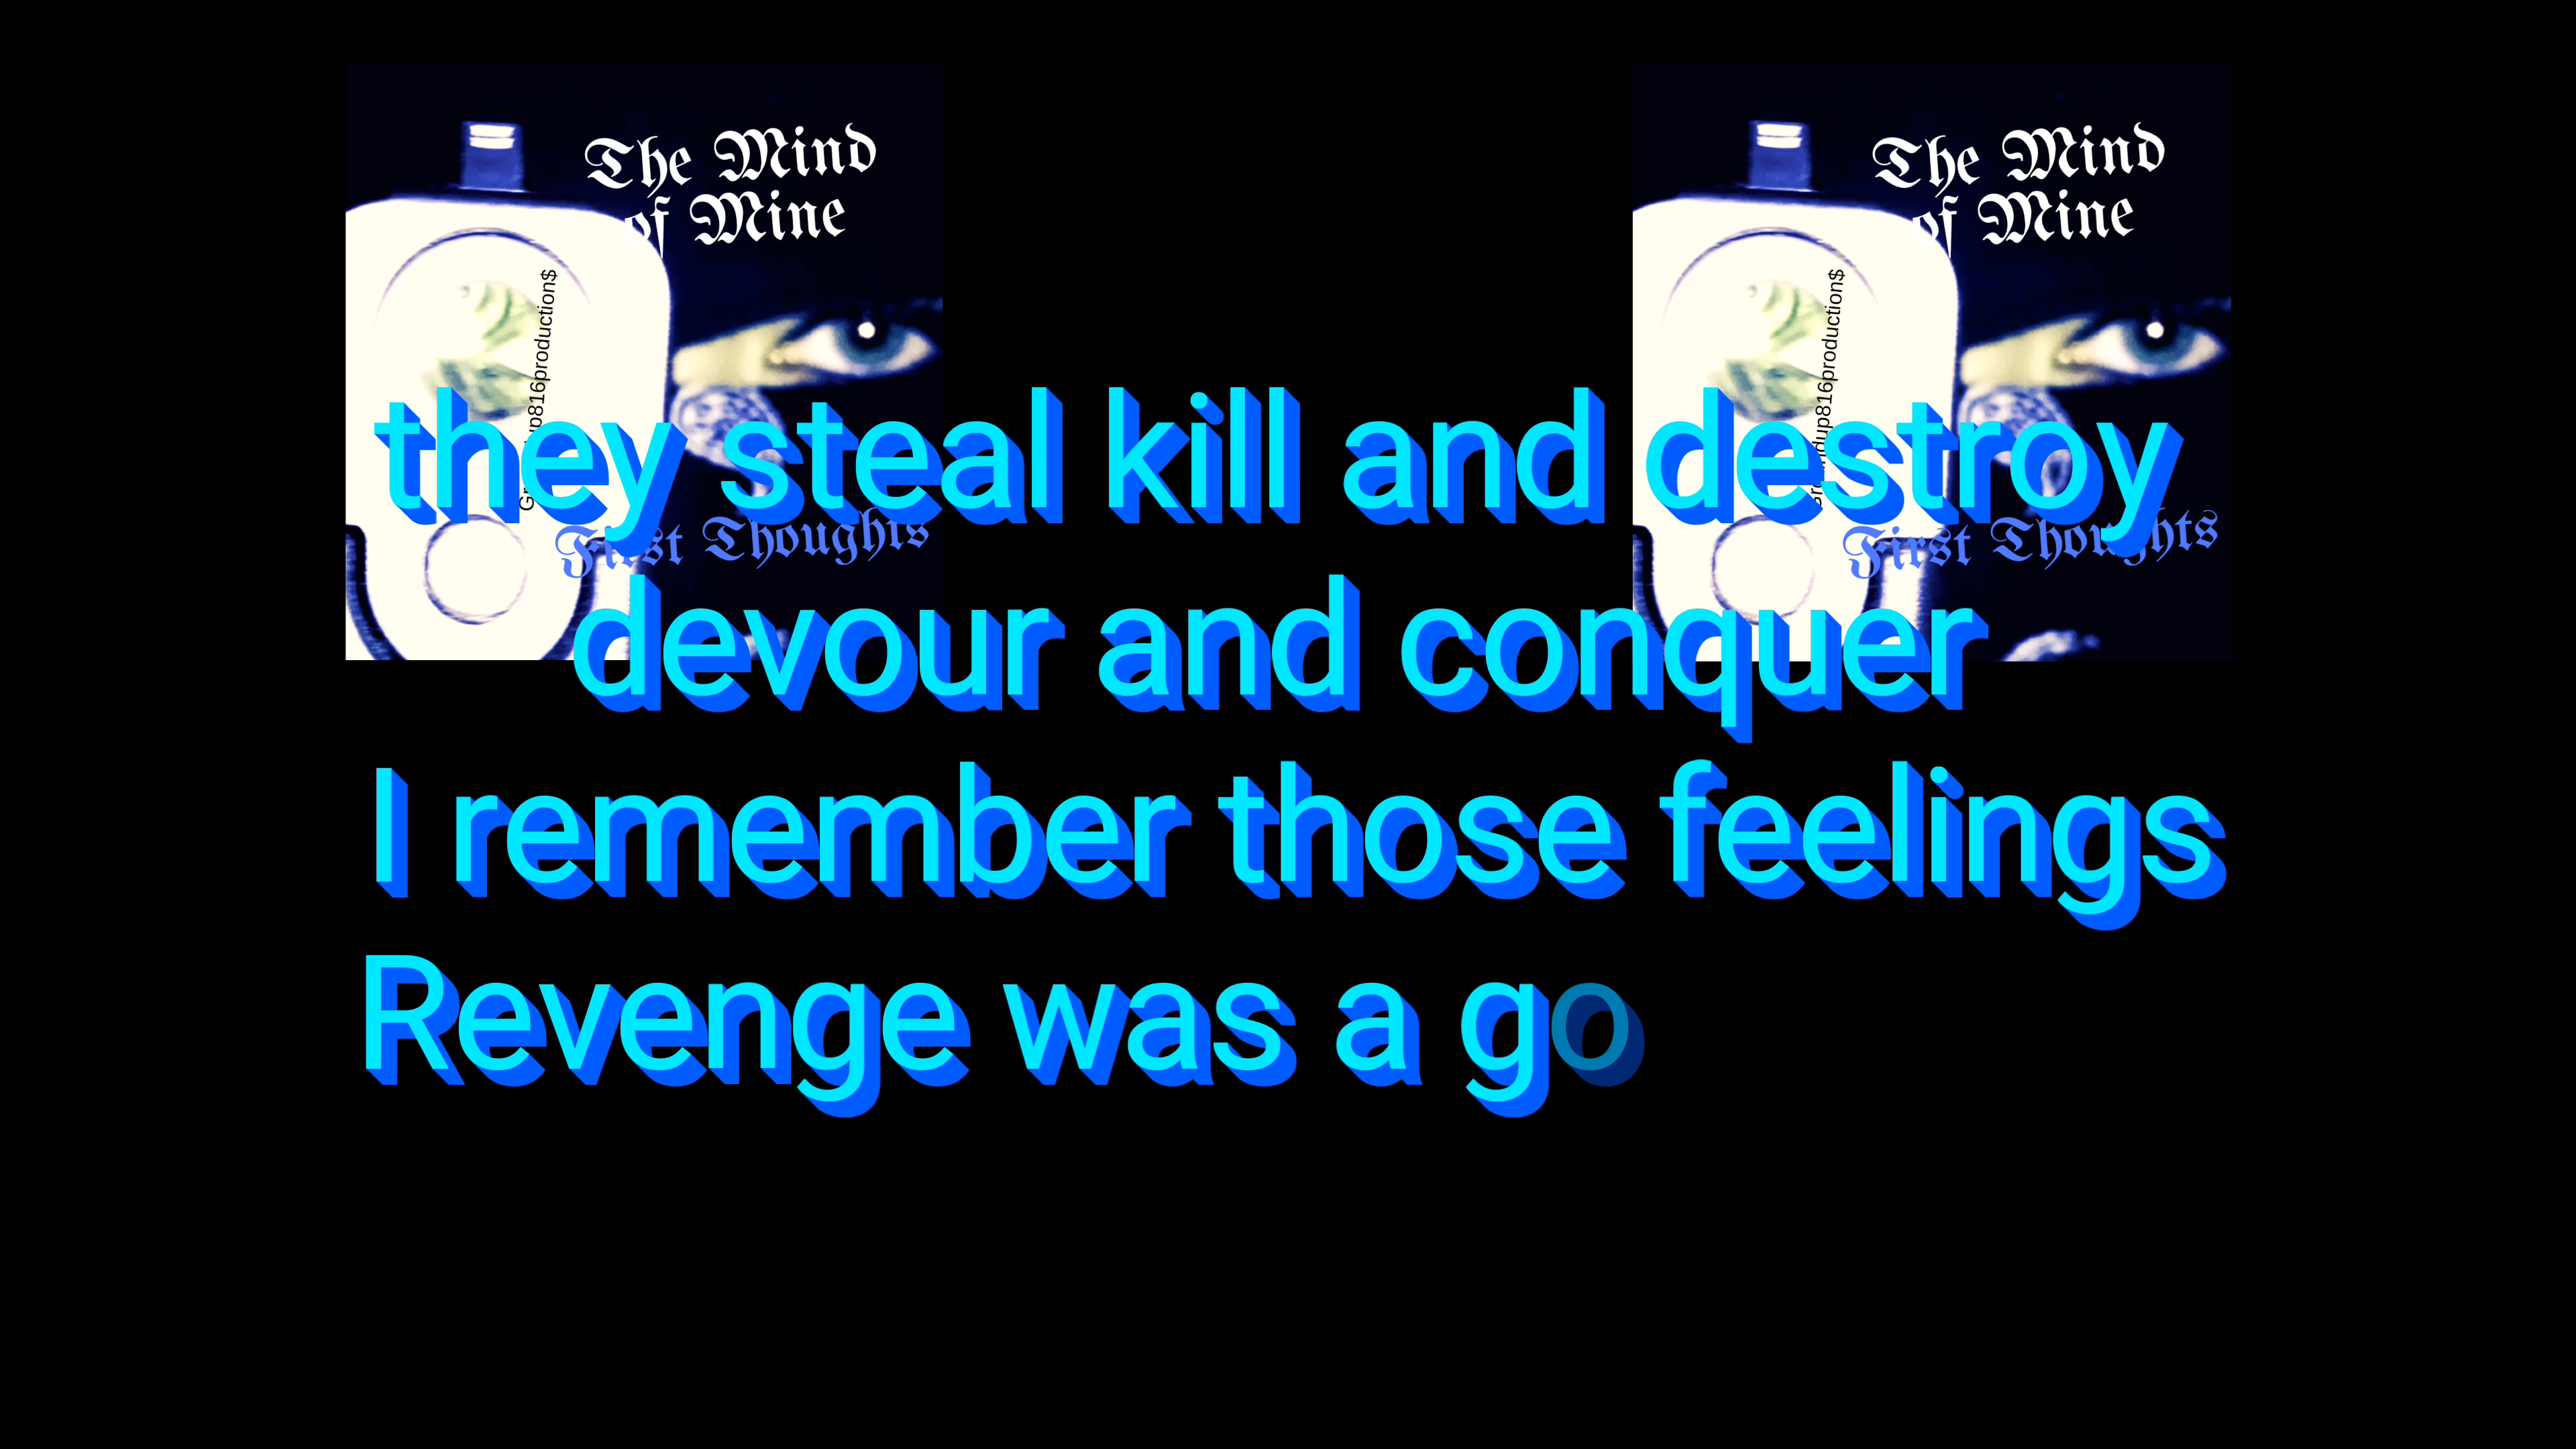 The Mind
of Mine
The Mind
of Mine
they steal kill and destroy
First Thoughts
First Thoughts
devour and conquer
I remember those feelings
Revenge was a go